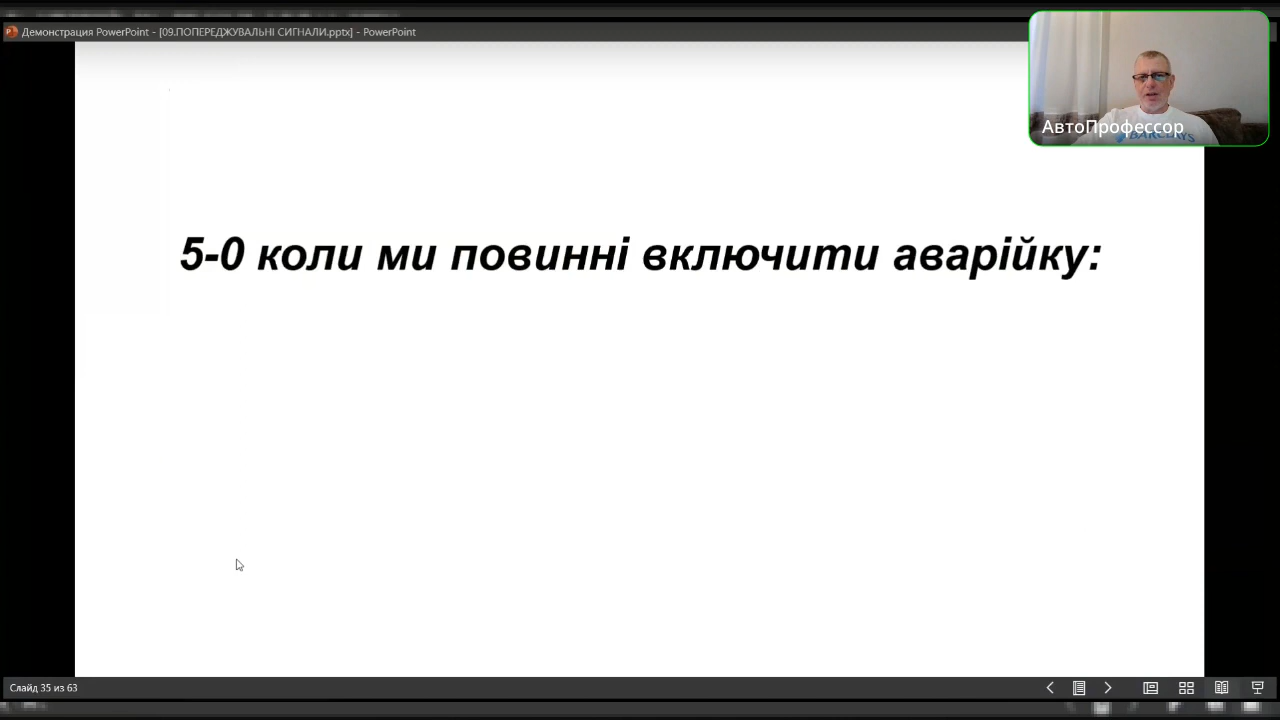 Демонстрация PowerPoint - [09.ПОПЕРЕДЖУВАЛЬНІ СИГНАЛИ.pptx] - PowerPoint
АвтоПрофессор
BARCLAYS
5-0 коли ми повинні включити аварійку:
Слайд 35 из 63